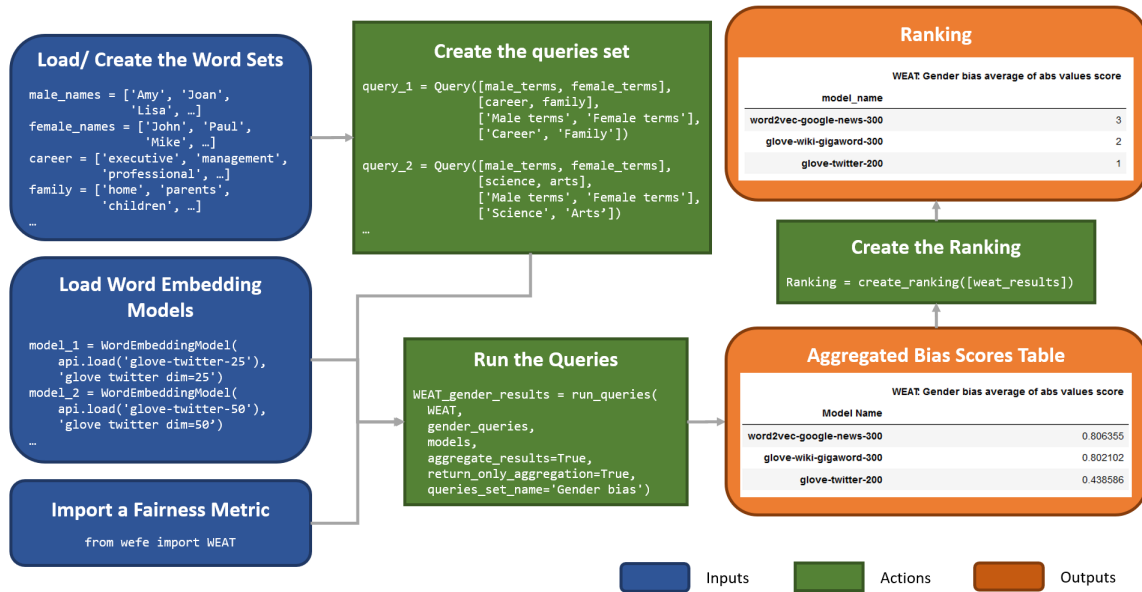 Load/ Create the Word Sets
male_names = ['Amy', 'Joan',
'Lisa', …]
female_names = ['John', 'Paul',
'Mike', …]
career = ['executive', 'management',
'professional', …]
family = ['home', 'parents',
'children', …]
…
Create the queries set
query_1 = Query([male_terms, female_terms],
[career, family],
['Male terms', 'Female terms'],
['Career', 'Family'])
query_2 = Query([male_terms, female_terms],
[science, arts],
['Male terms', 'Female terms'],
['Science', 'Arts’])
…
Ranking
WEAT: Gender bias average of abs values score
model_name
word2vec-google-news-300 3
glove-wiki-gigaword-300 2
glove-twitter-200 1
Create the Ranking
Ranking = create_ranking([weat_results])
Load Word Embedding
Models
model_1 = WordEmbeddingModel(
api.load('glove-twitter-25'),
'glove twitter dim=25')
model_2 = WordEmbeddingModel(
api.load('glove-twitter-50'),
'glove twitter dim=50’)
…
Run the Queries
WEAT_gender_results = run_queries(
WEAT,
gender_queries,
models,
aggregate_results=True,
return_only_aggregation=True,
queries_set_name='Gender bias')
Aggregated Bias Scores Table
WEAT: Gender bias average of abs values score
Model Name
word2vec-google-news-300 0.806355
glove-wiki-gigaword-300 0.802102
glove-twitter-200 0.438586
Import a Fairness Metric
from wefe import WEAT
Inputs
Actions
Outputs